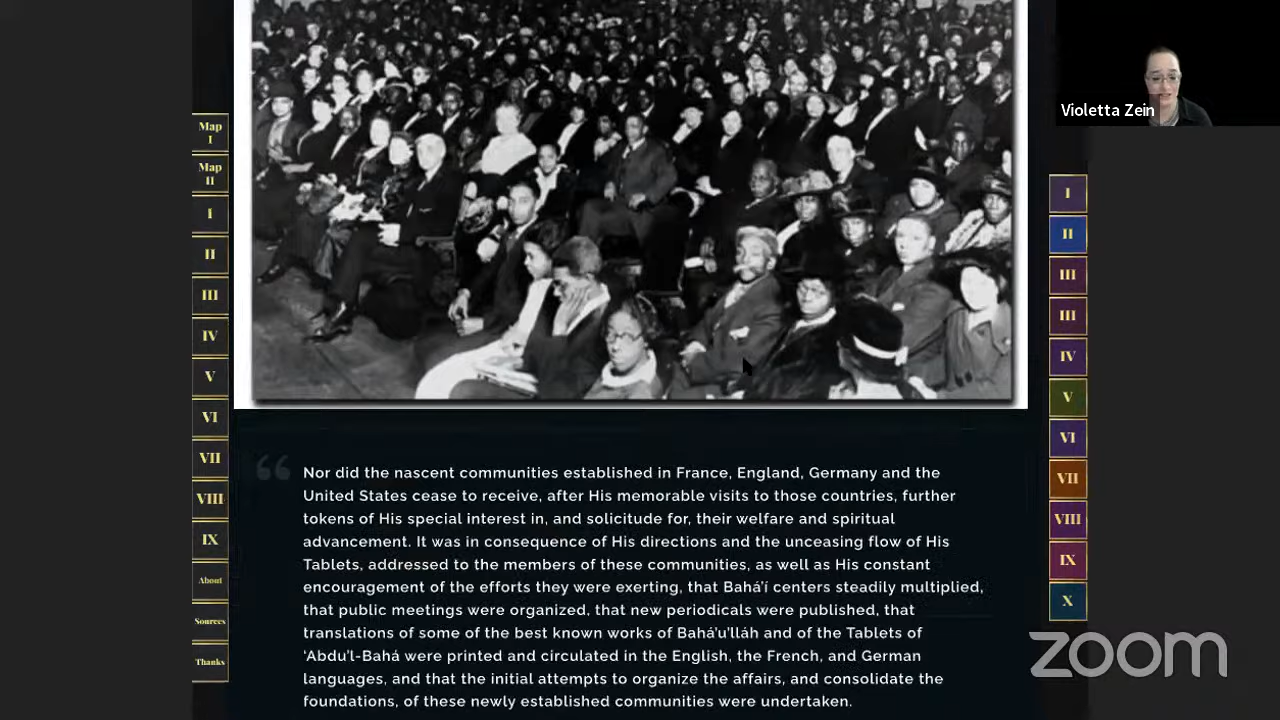 Violetta Zein
Map
I
Map
II
I
II
III
IV
V
VI
VII
VIII
IX
About
Sources
Thanks
I
II
III
III
IV
V
VI
VII
VIII
IX
X
“
Nor did the nascent communities established in France, England, Germany and the
United States cease to receive, after His memorable visits to those countries, further
tokens of His special interest in, and solicitude for, their welfare and spiritual
advancement. It was in consequence of His directions and the unceasing flow of His
Tablets, addressed to the members of these communities, as well as His constant
encouragement of the efforts they were exerting, that Bahá’í centers steadily multiplied,
that public meetings were organized, that new periodicals were published, that
translations of some of the best known works of Bahá’u’lláh and of the Tablets of
‘Abdu’l-Bahá were printed and circulated in the English, the French, and German
languages, and that the initial attempts to organize the affairs, and consolidate the
foundations, of these newly established communities were undertaken.
zoom